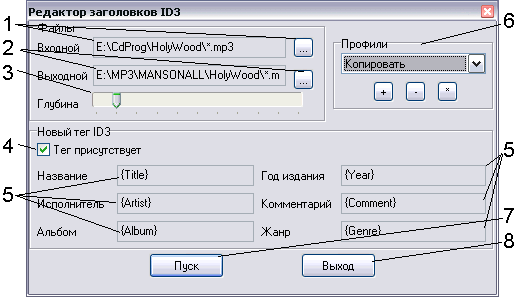 Редактор заголовков ID3
1
Файлы
6
Входной E:\CdProg\HolyWood\*.mp3 ...
Профили
2
Копировать
Выходной E:\MP3\MANSONALL\HolyWood\*.m ...
3
Глубина
+ - *
Новый тег ID3
4
Тег присутствует
5
Название {Title} Год издания {Year}
5
Исполнитель {Artist} Комментарий {Comment}
Альбом {Album} Жанр {Genre}
7
Пуск Выход
8